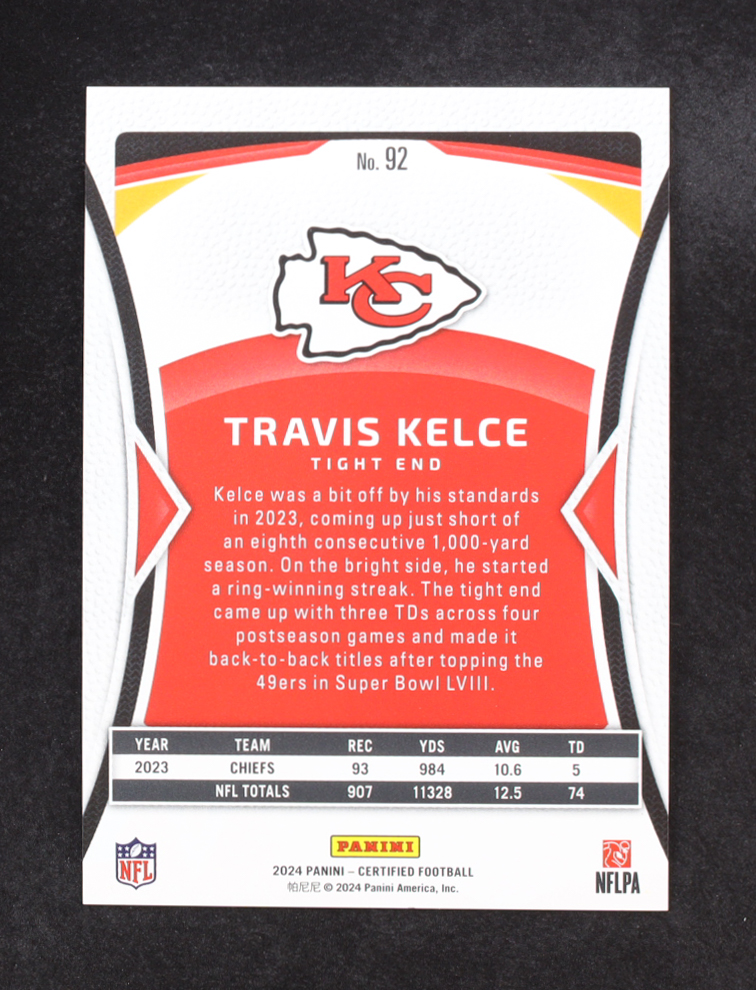 No. 92
KC
TRAVIS KELCE
TIGHT END
Kelce was a bit off by his standards
in 2023, coming up just short of
an eighth consecutive 1,000-yard
season. On the bright side, he started
a ring-winning streak. The tight end
came up with three TDs across four
postseason games and made it
back-to-back titles after topping the
49ers in Super Bowl LVIII.
YEAR TEAM REC YDS AVG TD
2023 CHIEFS 93 984 10.6 5
NFL TOTALS 907 11328 12.5 74
NFL
PANINI
2024 PANINI – CERTIFIED FOOTBALL
帕尼尼 © 2024 Panini America, Inc.
NFLPA